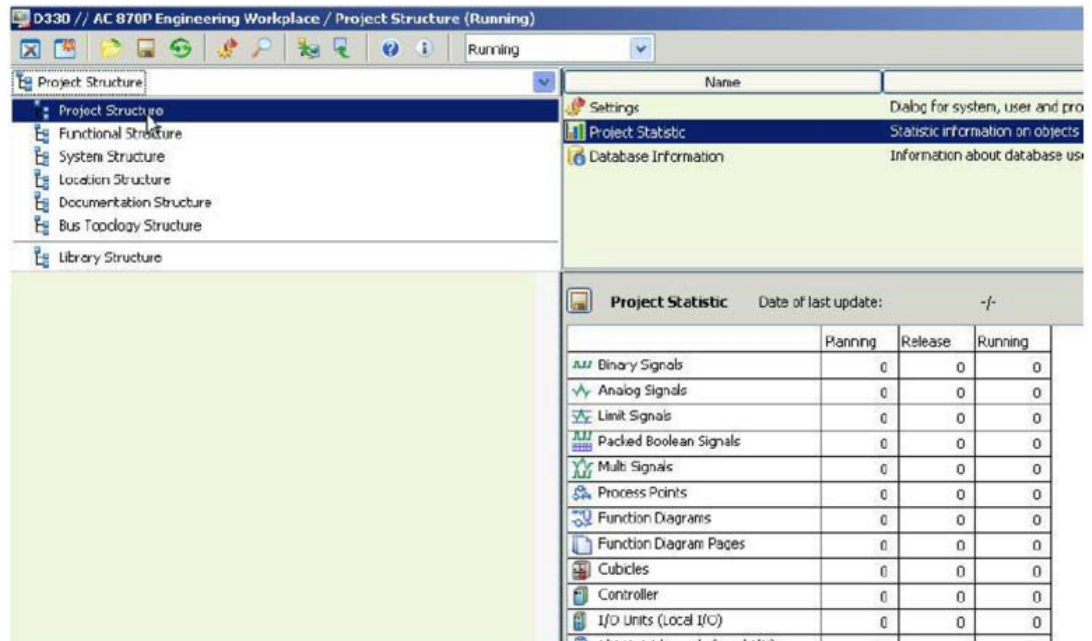 D330 // AC 870P Engineering Workplace / Project Structure (Running)
Running
Project Structure
Project Structure
Functional Structure
System Structure
Location Structure
Documentation Structure
Bus Topology Structure
Library Structure
Name
Settings Dialog for system, user and pro
Project Statistic Statistic information on objects
Database Information Information about database use
Project Statistic Date of last update: -/-
Planning Release Running
Binary Signals 0 0 0
Analog Signals 0 0 0
Limit Signals 0 0 0
Packed Boolean Signals 0 0 0
Multi Signals 0 0 0
Process Points 0 0 0
Function Diagrams 0 0 0
Function Diagram Pages 0 0 0
Cubicles 0 0 0
Controller 0 0 0
I/O Units (Local I/O) 0 0 0